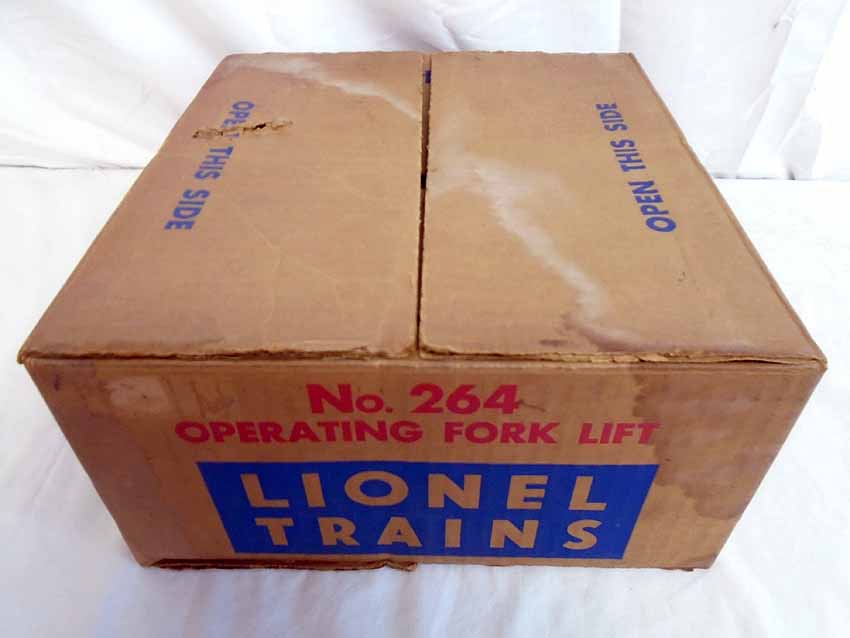 OPEN THIS SIDE
OPEN THIS SIDE
No. 264
OPERATING FORK LIFT
LIONEL
TRAINS